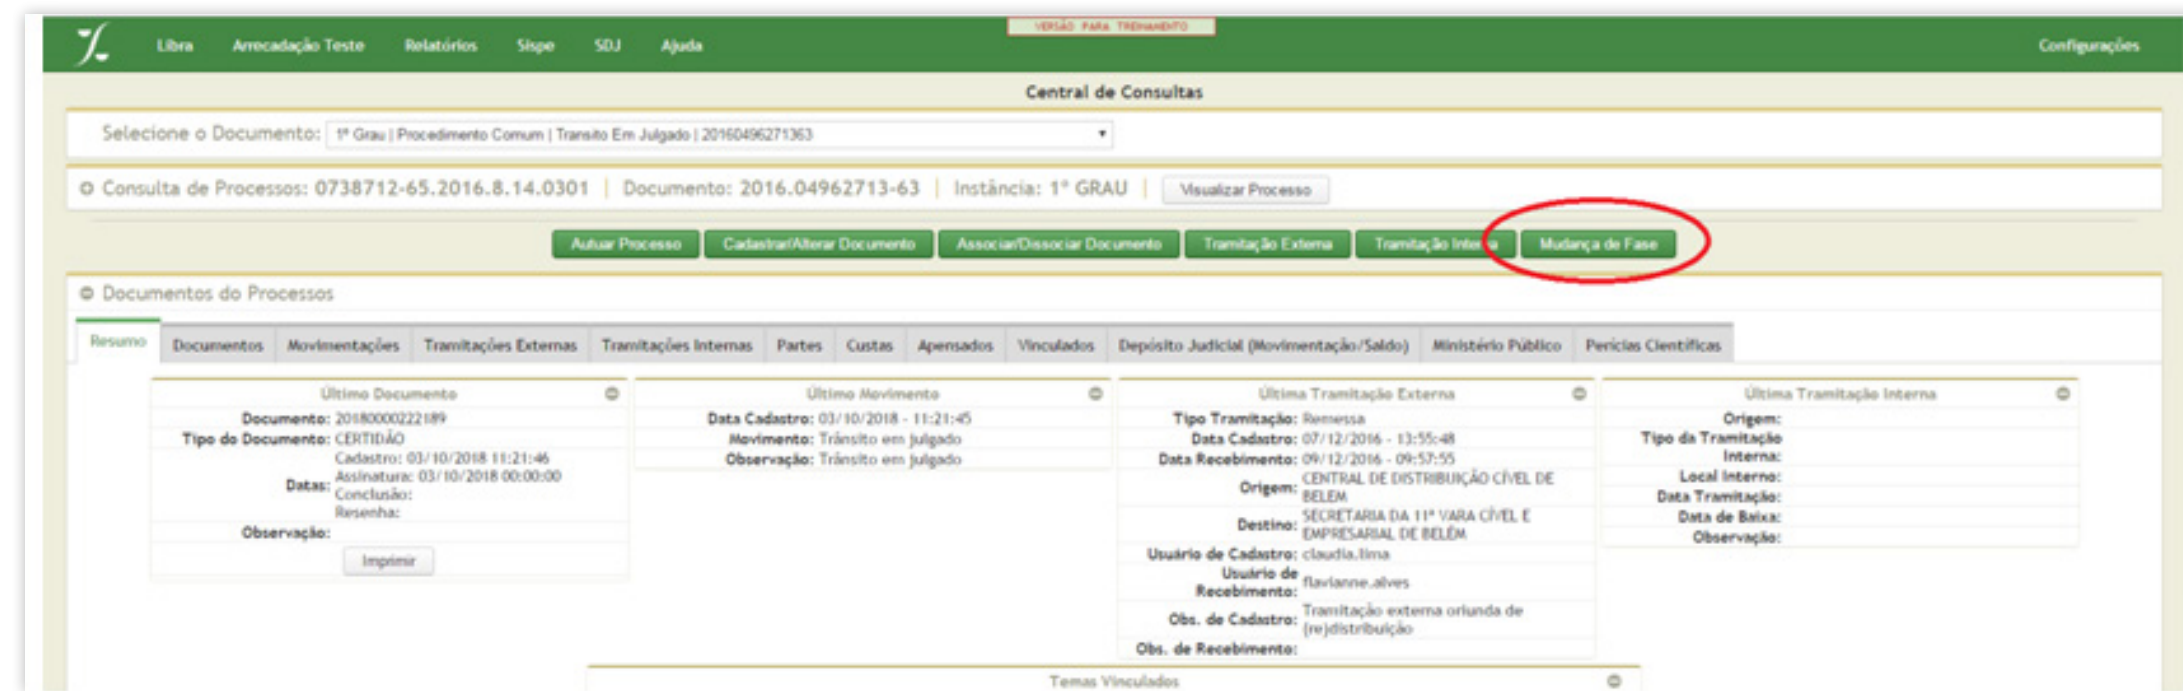 VERSÃO PARA TREINAMENTO
Libra Arrecadação Teste Relatórios Sispe SDJ Ajuda Configurações
Central de Consultas
Selecione o Documento: 1º Grau | Procedimento Comum | Transito Em Julgado | 20160496271363
Consulta de Processos: 0738712-65.2016.8.14.0301 | Documento: 2016.04962713-63 | Instância: 1º GRAU | Visualizar Processo
Autuar Processo Cadastrar/Alterar Documento Associar/Dissociar Documento Tramitação Externa Tramitação Interna Mudança de Fase
Documentos do Processos
Resumo Documentos Movimentações Tramitações Externas Tramitações Internas Partes Custas Apensados Vinculados Depósito Judicial (Movimentação/Saldo) Ministério Público Perícias Científicas
Último Documento
Documento: 20180000222189
Tipo do Documento: CERTIDÃO
Datas: Cadastro: 03/10/2018 11:21:46
Assinatura: 03/10/2018 00:00:00
Conclusão:
Resenha:
Observação:
Imprimir
Último Movimento
Data Cadastro: 03/10/2018 - 11:21:45
Movimento: Trânsito em julgado
Observação: Trânsito em julgado
Última Tramitação Externa
Tipo Tramitação: Remessa
Data Cadastro: 07/12/2016 - 13:55:48
Data Recebimento: 09/12/2016 - 09:57:55
Origem: CENTRAL DE DISTRIBUIÇÃO CÍVEL DE
BELEM
Destino: SECRETARIA DA 11ª VARA CÍVEL E
EMPRESARIAL DE BELÉM
Usuário de Cadastro: claudia.lima
Usuário de
Recebimento: flavianne.alves
Obs. de Cadastro: Tramitação externa oriunda de
(re)distribuição
Obs. de Recebimento:
Última Tramitação Interna
Origem:
Tipo da Tramitação
Interna:
Local Interno:
Data Tramitação:
Data de Baixa:
Observação:
Temas Vinculados